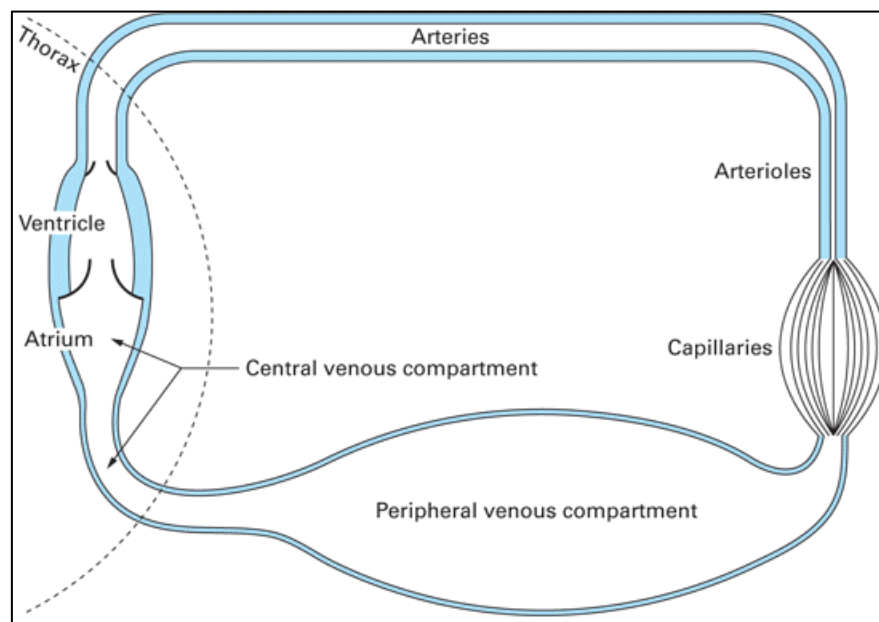 Thorax
Arteries
Arterioles
Ventricle
Atrium
Capillaries
Central venous compartment
Peripheral venous compartment